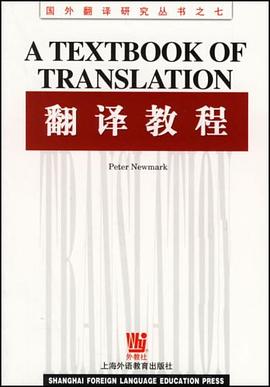 国外翻译研究丛书之七
A TEXTBOOK OF
TRANSLATION
翻译教程
Peter Newmark
外教社
上海外语教育出版社
SHANGHAI FOREIGN LANGUAGE EDUCATION PRESS